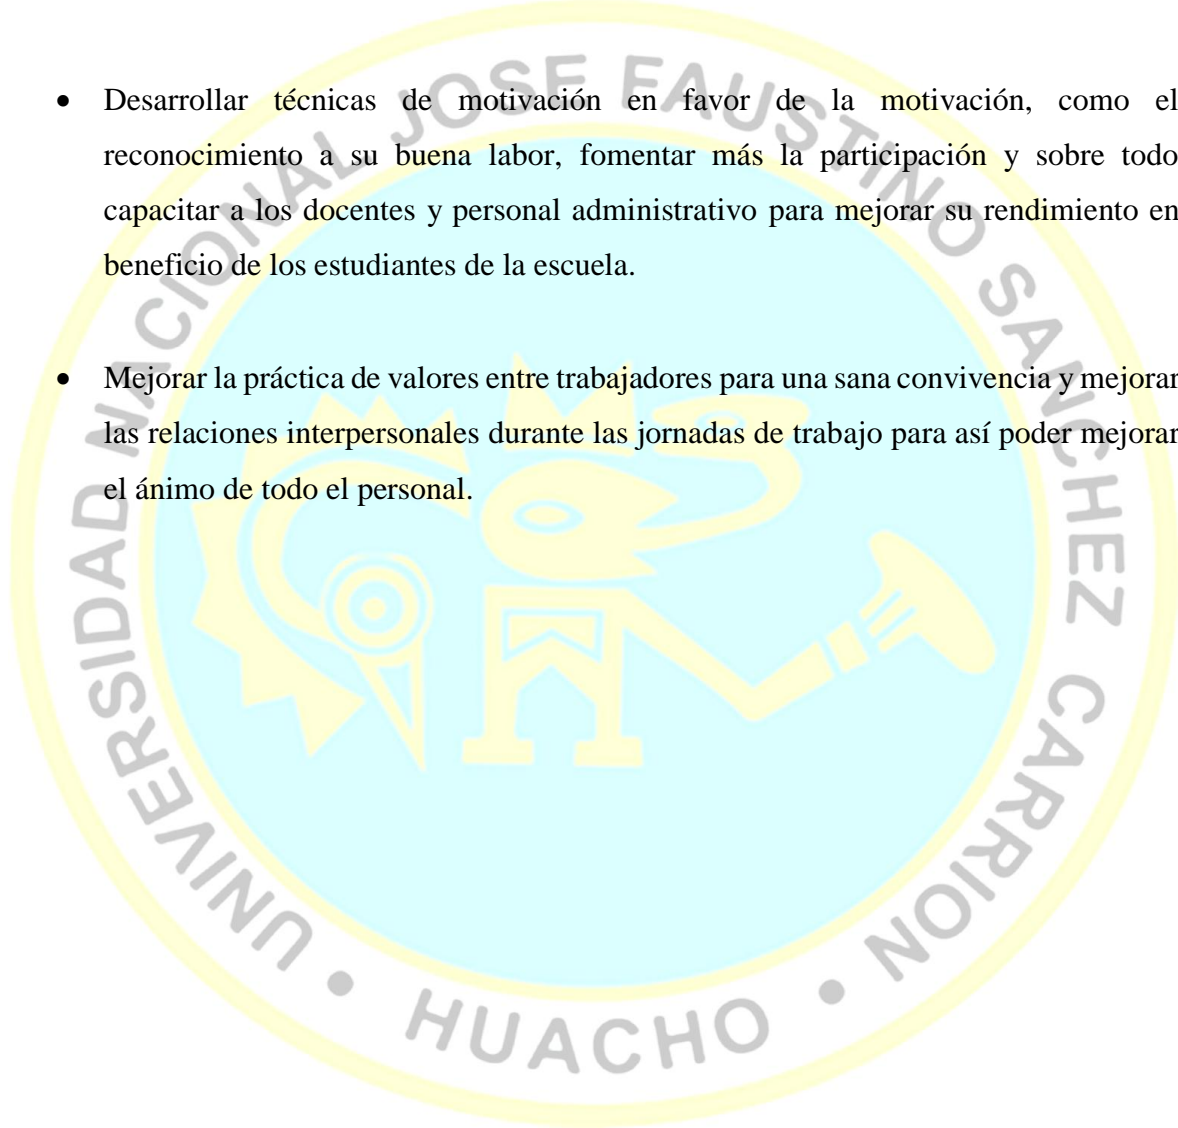 • Desarrollar técnicas de motivación en favor de la motivación, como el
reconocimiento a su buena labor, fomentar más la participación y sobre todo
capacitar a los docentes y personal administrativo para mejorar su rendimiento en
beneficio de los estudiantes de la escuela.
• Mejorar la práctica de valores entre trabajadores para una sana convivencia y mejorar
las relaciones interpersonales durante las jornadas de trabajo para así poder mejorar
el ánimo de todo el personal.
UNIVERSIDAD NACIONAL JOSE FAUSTINO SANCHEZ CARRION
• HUACHO •